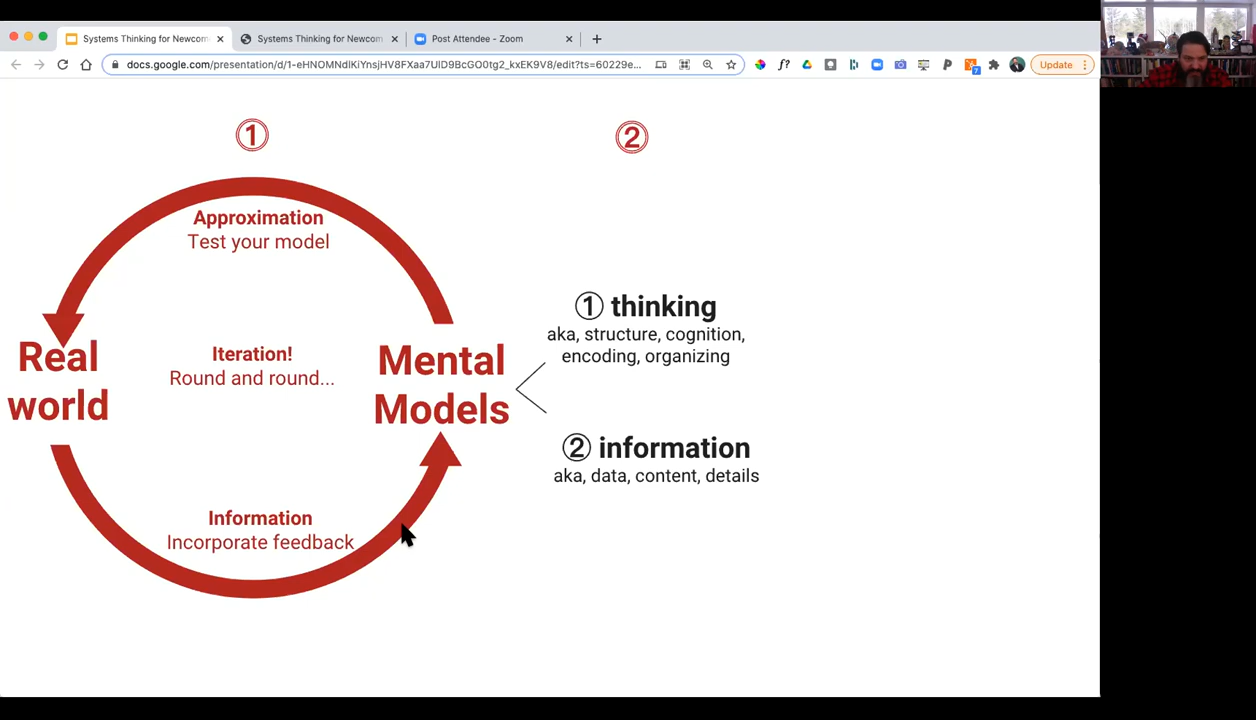 Systems Thinking for Newcom
Systems Thinking for Newcom
Post Attendee - Zoom
docs.google.com/presentation/d/1-eHNOMNdlKiYnsjHV8FXaa7UlD9BcGO0tg2_kxEK9V8/edit?ts=60229e...
Update
①
②
Approximation
Test your model
Real
world
Iteration!
Round and round...
Mental
Models
① thinking
aka, structure, cognition,
encoding, organizing
② information
aka, data, content, details
Information
Incorporate feedback